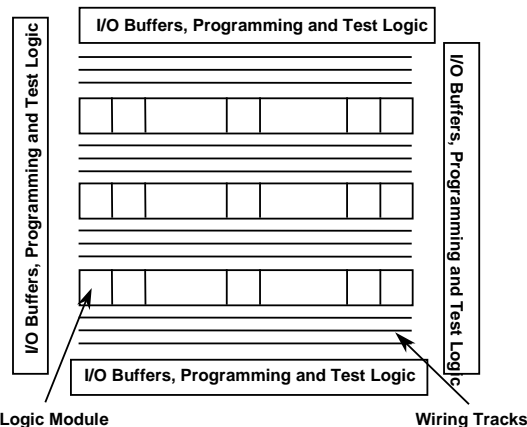 I/O Buffers, Programming and Test Logic
I/O Buffers, Programming and Test Logic
I/O Buffers, Programming and Test Logic
I/O Buffers, Programming and Test Logic
Logic Module
Wiring Tracks